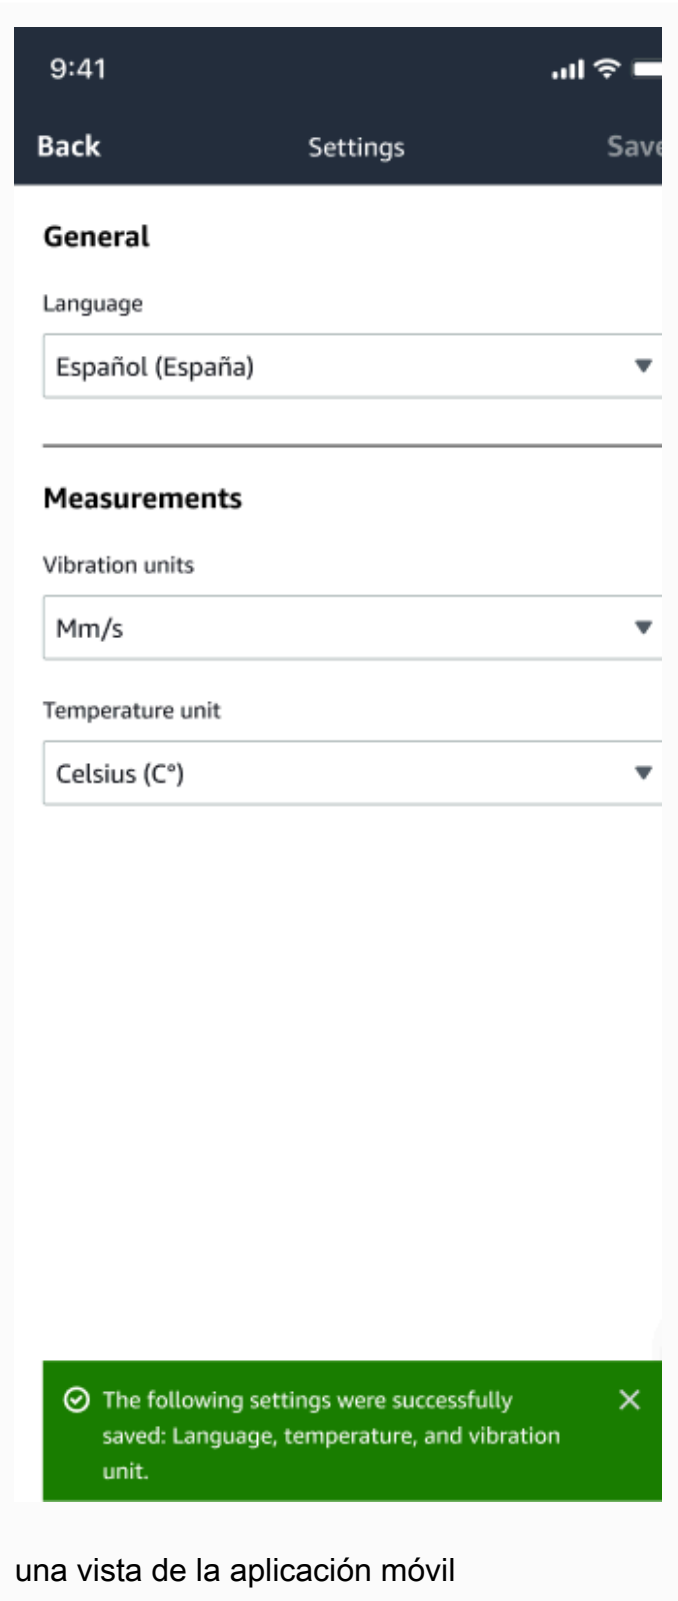 9:41
Back Settings Save
General
Language
Español (España)
Measurements
Vibration units
Mm/s
Temperature unit
Celsius (C°)
The following settings were successfully
saved: Language, temperature, and vibration
unit.
una vista de la aplicación móvil